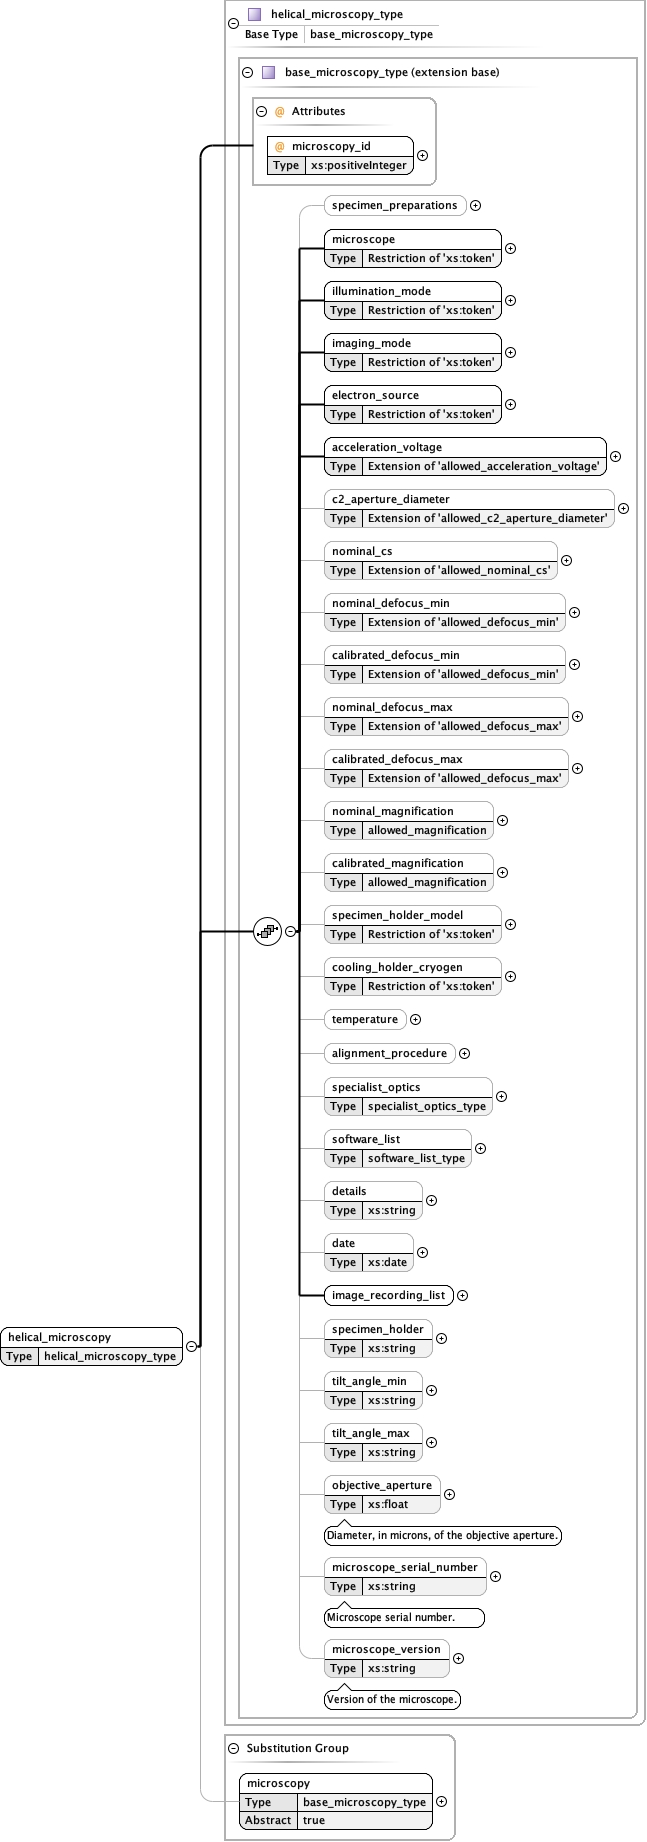 helical_microscopy_type
Base Type base_microscopy_type
base_microscopy_type (extension base)
@ Attributes
@ microscopy_id
Type xs:positiveInteger
specimen_preparations
microscope
Type Restriction of 'xs:token'
illumination_mode
Type Restriction of 'xs:token'
imaging_mode
Type Restriction of 'xs:token'
electron_source
Type Restriction of 'xs:token'
acceleration_voltage
Type Extension of 'allowed_acceleration_voltage'
c2_aperture_diameter
Type Extension of 'allowed_c2_aperture_diameter'
nominal_cs
Type Extension of 'allowed_nominal_cs'
nominal_defocus_min
Type Extension of 'allowed_defocus_min'
calibrated_defocus_min
Type Extension of 'allowed_defocus_min'
nominal_defocus_max
Type Extension of 'allowed_defocus_max'
calibrated_defocus_max
Type Extension of 'allowed_defocus_max'
nominal_magnification
Type allowed_magnification
calibrated_magnification
Type allowed_magnification
specimen_holder_model
Type Restriction of 'xs:token'
cooling_holder_cryogen
Type Restriction of 'xs:token'
temperature
alignment_procedure
specialist_optics
Type specialist_optics_type
software_list
Type software_list_type
details
Type xs:string
date
Type xs:date
image_recording_list
specimen_holder
Type xs:string
helical_microscopy
Type helical_microscopy_type
tilt_angle_min
Type xs:string
tilt_angle_max
Type xs:string
objective_aperture
Type xs:float
Diameter, in microns, of the objective aperture.
microscope_serial_number
Type xs:string
Microscope serial number.
microscope_version
Type xs:string
Version of the microscope.
Substitution Group
microscopy
Type base_microscopy_type
Abstract true